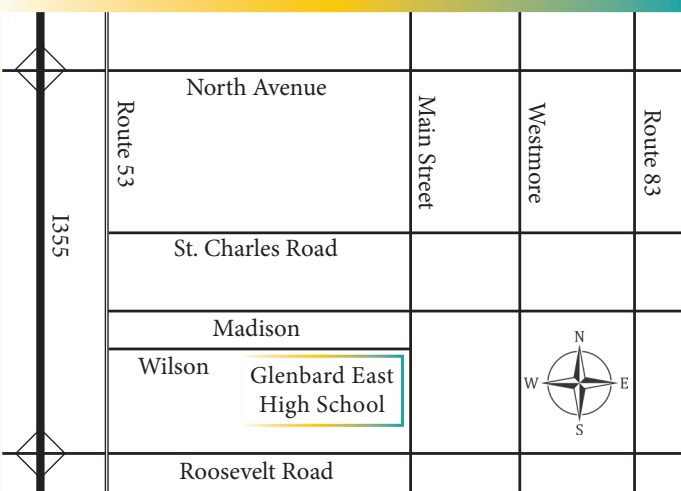 North Avenue
Route 53
Main Street
Westmore
Route 83
I355
St. Charles Road
Madison
Wilson
Glenbard East
High School
N
W
E
S
Roosevelt Road